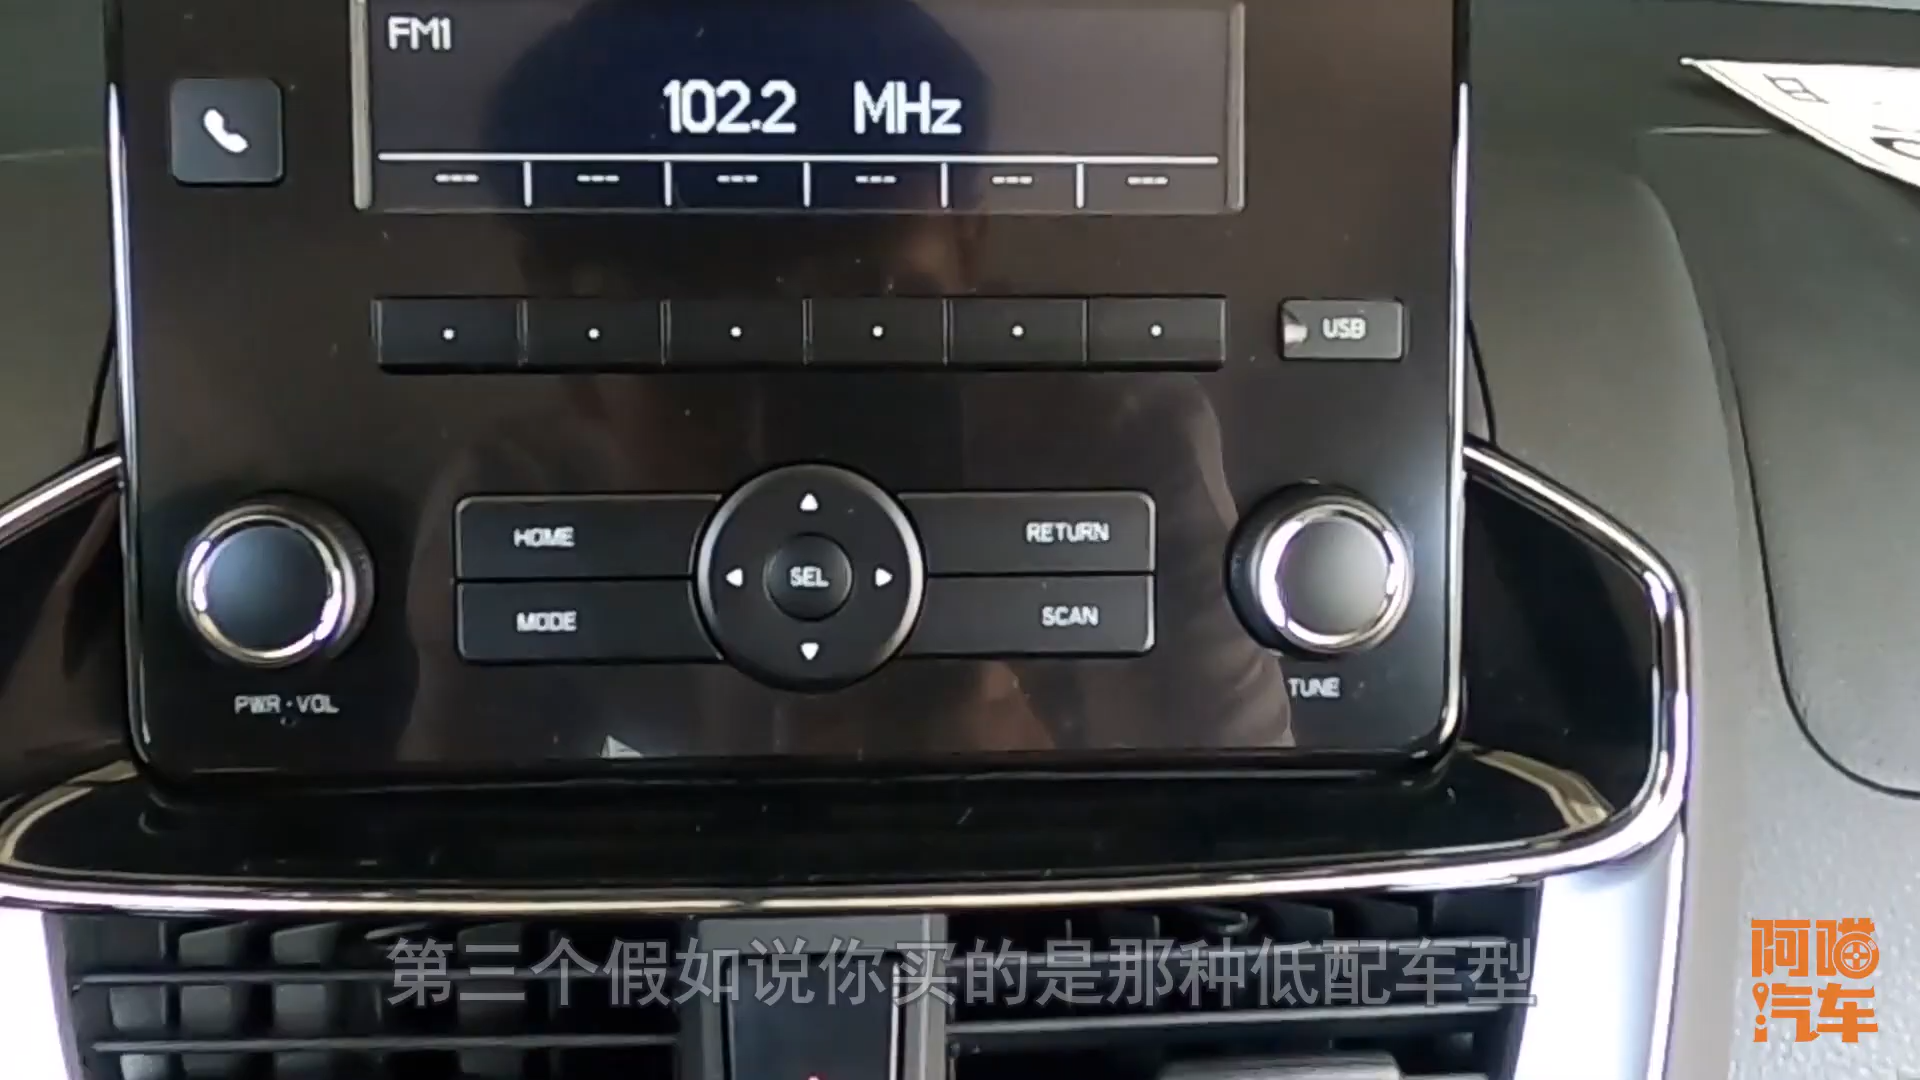 FM1
102.2 MHz
--- --- --- --- --- ---
USB
HOME
RETURN
SEL
MODE
SCAN
PWR·VOL
TUNE
第三个假如说你买的是那种低配车型
阿喵
汽车